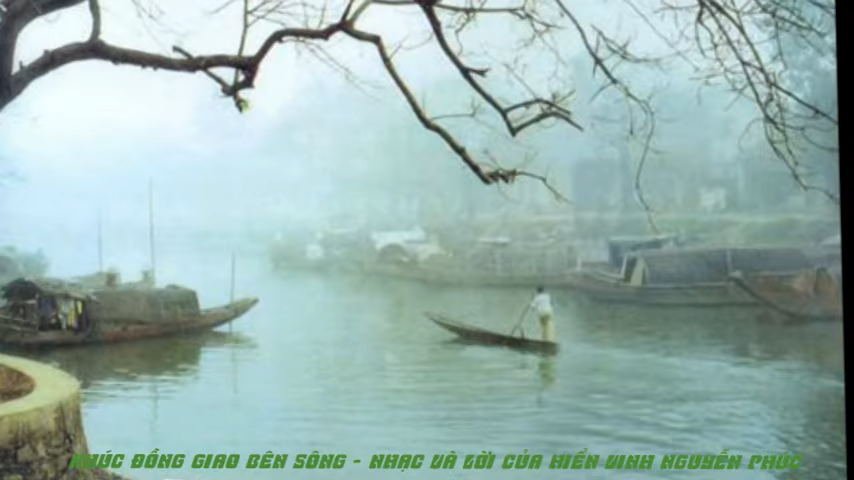 KHÚC ĐỒNG GIAO BÊN SÔNG - NHẠC VÀ LỜI CỦA HIỂN VINH NGUYỄN PHÚC